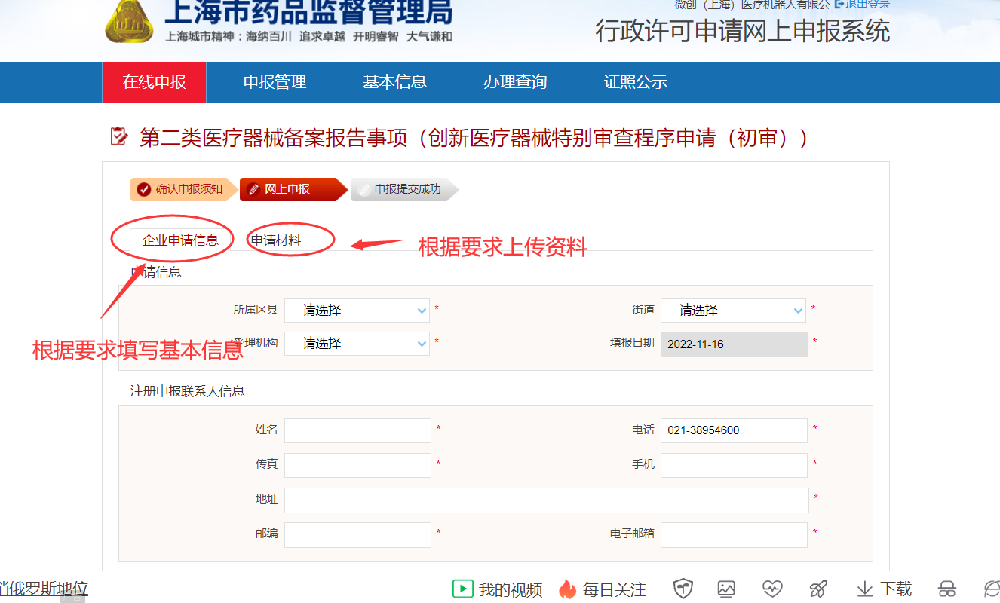 微创（上海）医疗机器人有限公 退出登录
上海市药品监督管理局
上海城市精神：海纳百川 追求卓越 开明睿智 大气谦和
行政许可申请网上申报系统
在线申报 申报管理 基本信息 办理查询 证照公示
第二类医疗器械备案报告事项（创新医疗器械特别审查程序申请（初审））
确认申报须知 网上申报 申报提交成功
企业申请信息 申请材料
根据要求上传资料
申请信息
所属区县 --请选择-- * 街道 --请选择-- *
根据要求填写基本信息
受理机构 --请选择-- * 填报日期 2022-11-16 *
注册申报联系人信息
姓名 * 电话 021-38954600 *
传真 * 手机 *
地址 *
邮编 * 电子邮箱 *
俄罗斯地位 我的视频 每日关注 下载